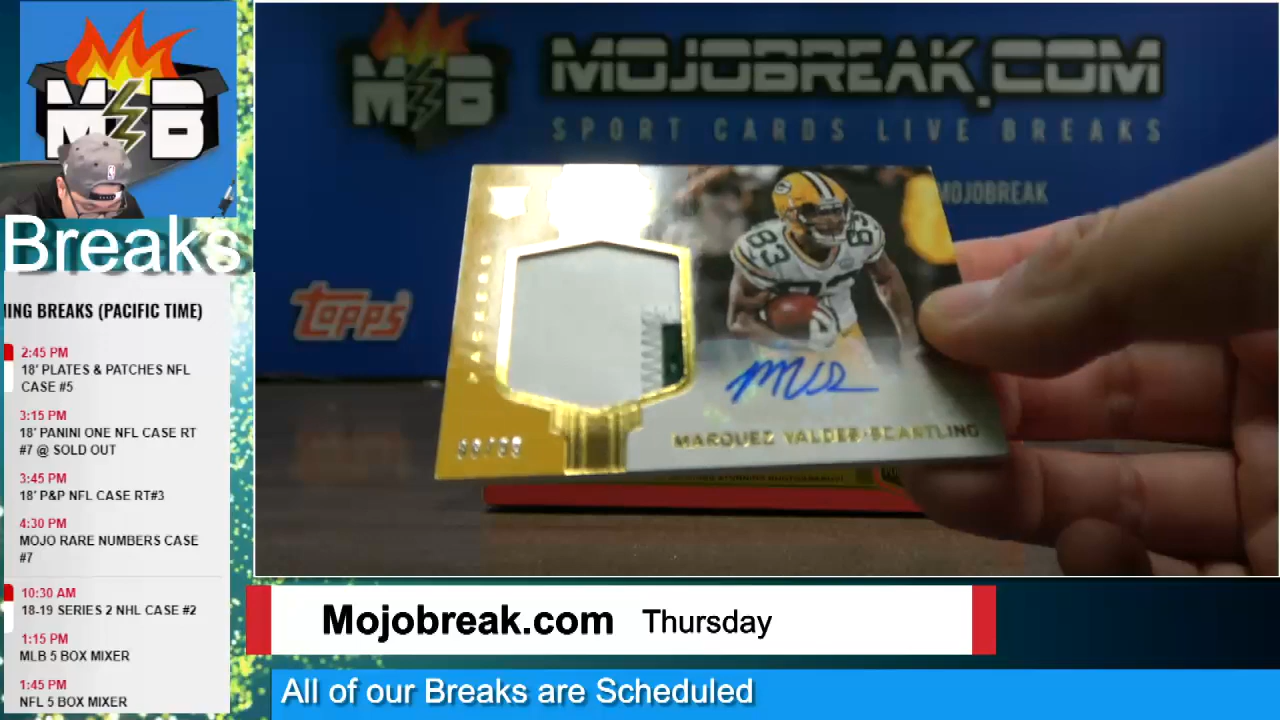 M B
Breaks
ING BREAKS (PACIFIC TIME)
2:45 PM
18' PLATES & PATCHES NFL
CASE #5
3:15 PM
18' PANINI ONE NFL CASE RT
#7 @ SOLD OUT
3:45 PM
18' P&P NFL CASE RT#3
4:30 PM
MOJO RARE NUMBERS CASE
#7
10:30 AM
18-19 SERIES 2 NHL CASE #2
1:15 PM
MLB 5 BOX MIXER
1:45 PM
NFL 5 BOX MIXER
M B
MOJOBREAK.COM
SPORT CARDS LIVE BREAKS
MOJOBREAK
TOPPS
PACKERS
83
83
MARQUEZ VALDES-SCANTLING
Mojobreak.com Thursday
All of our Breaks are Scheduled